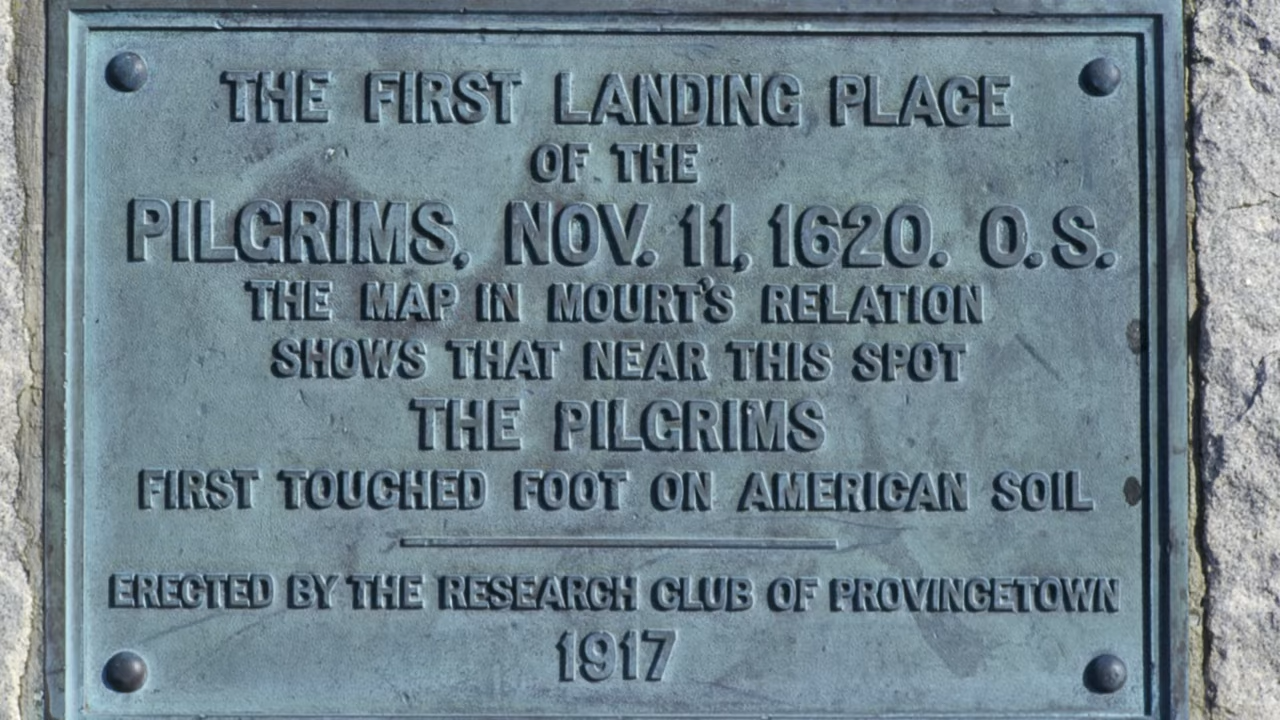 THE FIRST LANDING PLACE
OF THE
PILGRIMS, NOV. 11, 1620. O.S.
THE MAP IN MOURT'S RELATION
SHOWS THAT NEAR THIS SPOT
THE PILGRIMS
FIRST TOUCHED FOOT ON AMERICAN SOIL
ERECTED BY THE RESEARCH CLUB OF PROVINCETOWN
1917